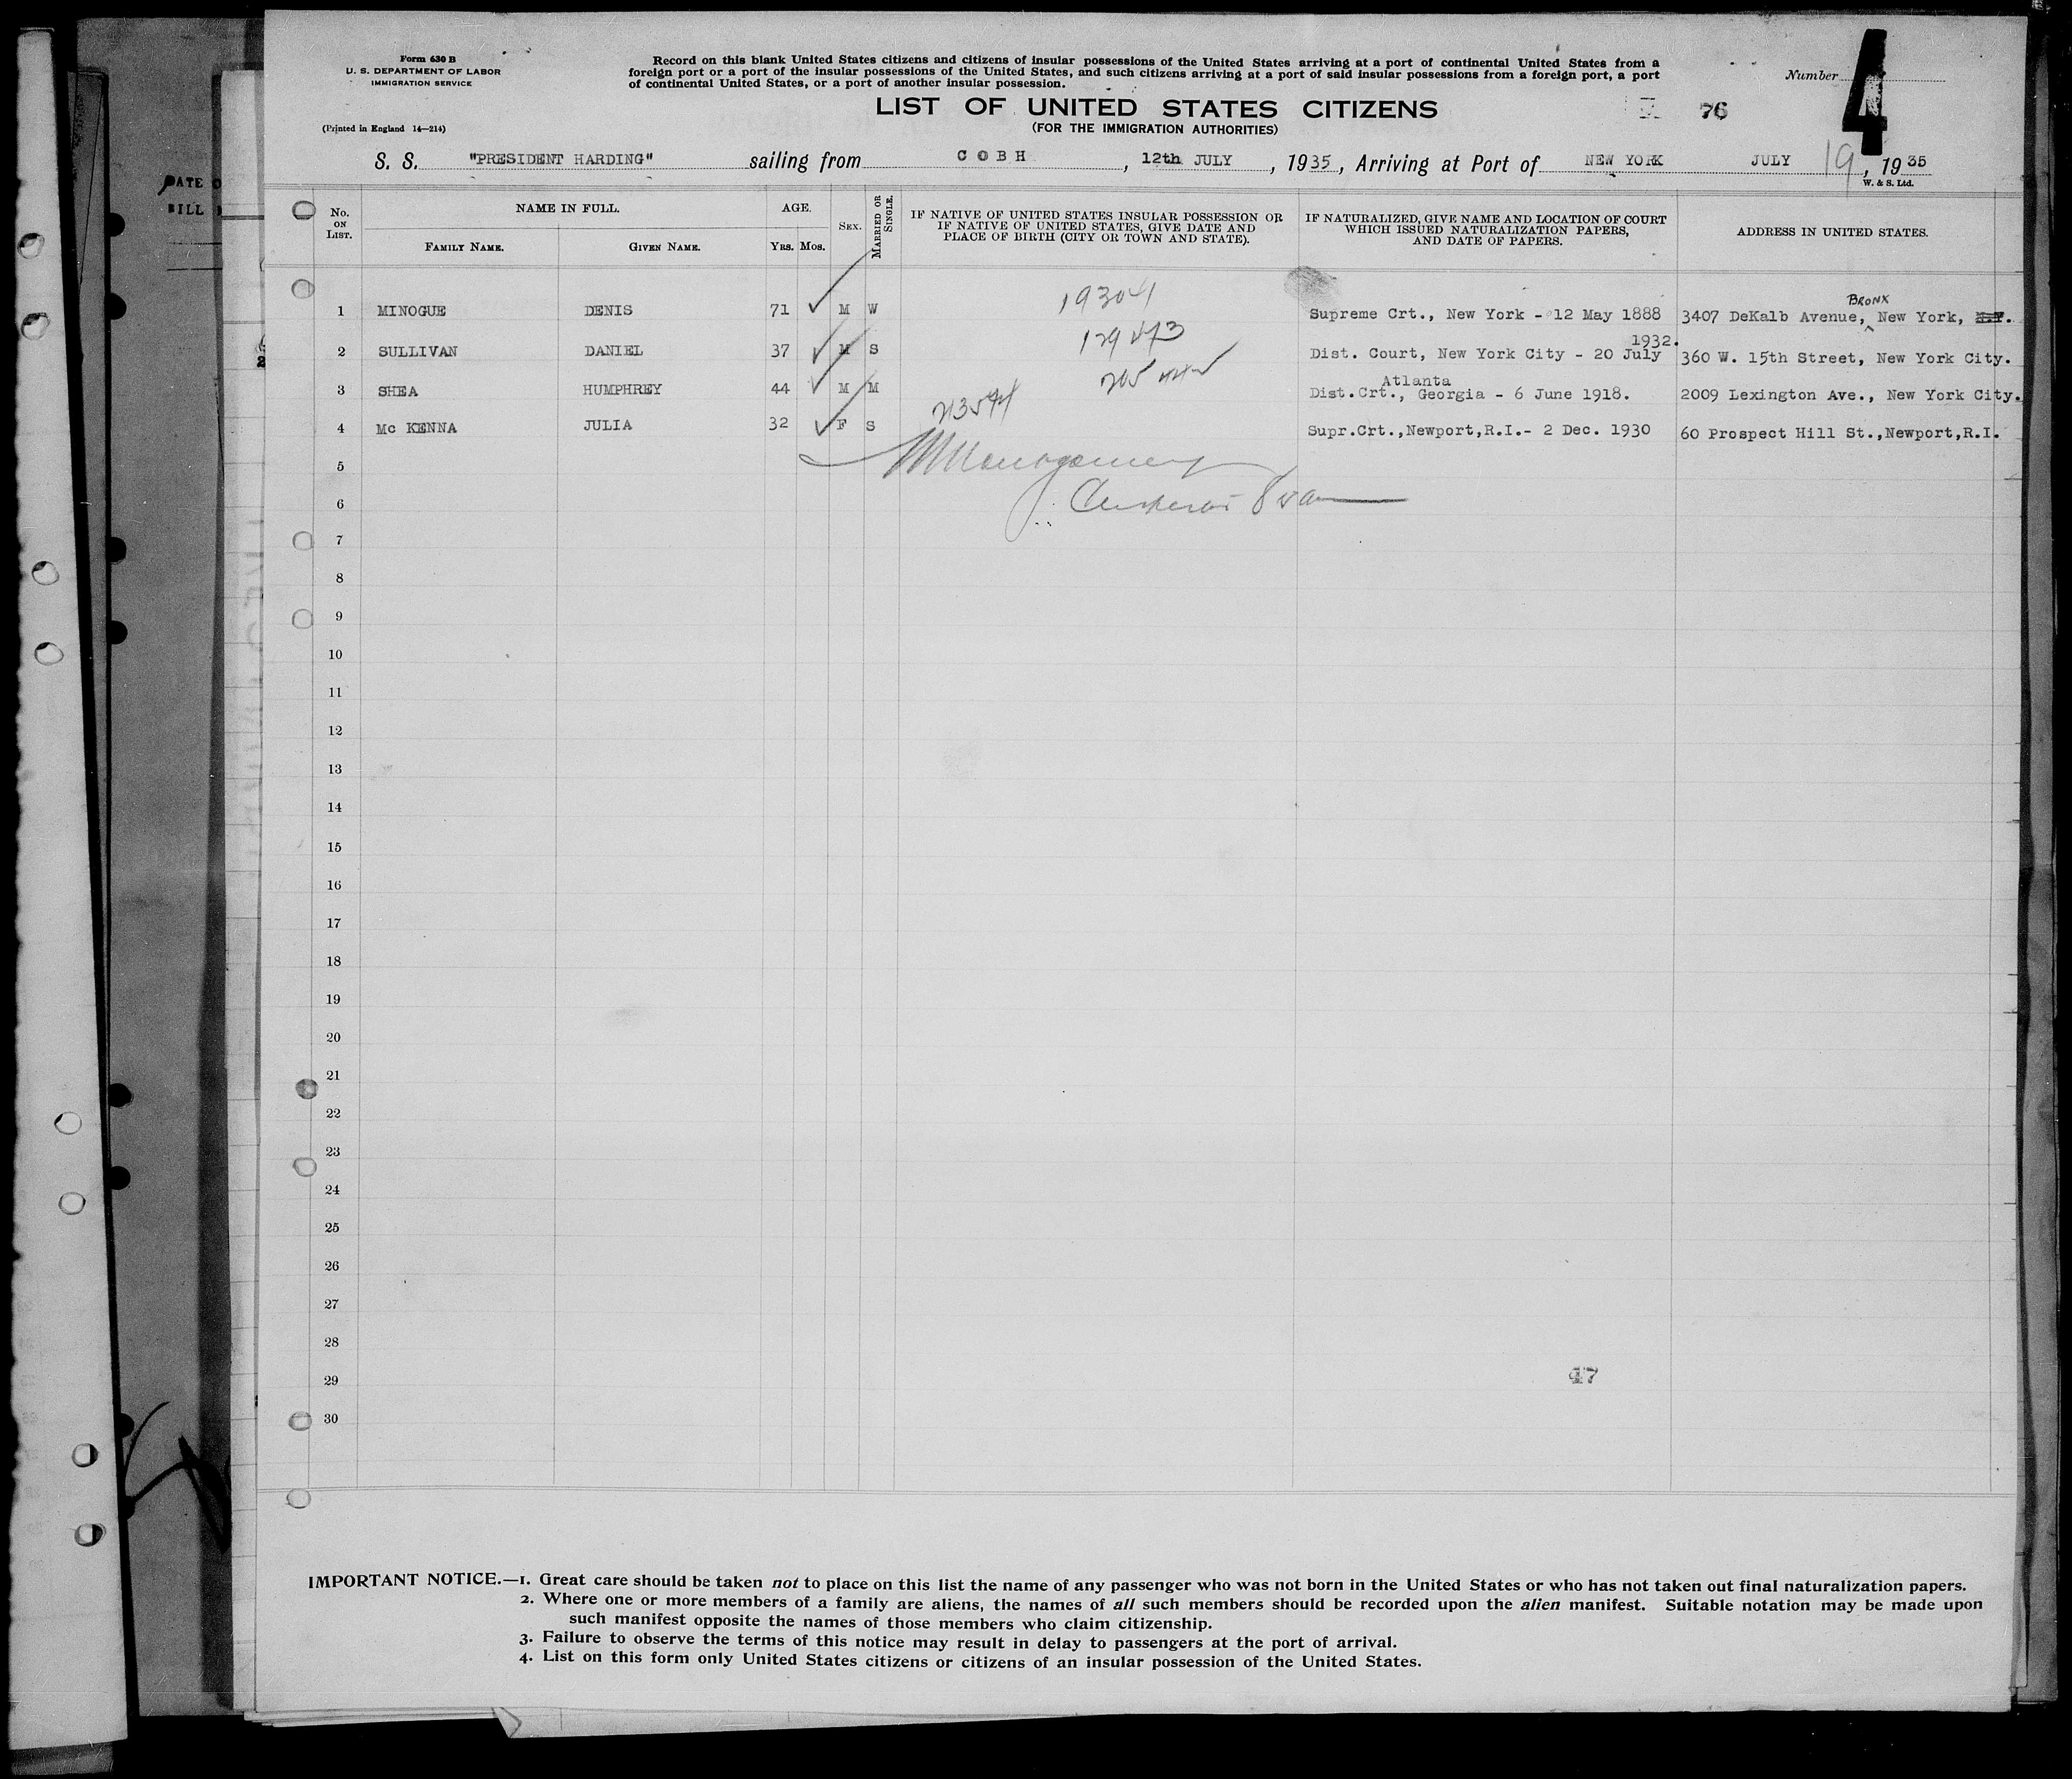 Form 630 B
U. S. DEPARTMENT OF LABOR
IMMIGRATION SERVICE
(Printed in England 14—214)
Record on this blank United States citizens and citizens of insular possessions of the United States arriving at a port of continental United States from a
foreign port or a port of the insular possessions of the United States, and such citizens arriving at a port of said insular possessions from a foreign port, a port
of continental United States, or a port of another insular possession.
Number 4
LIST OF UNITED STATES CITIZENS
76
(FOR THE IMMIGRATION AUTHORITIES)
S. S. "PRESIDENT HARDING" sailing from COBH, 12th JULY, 1935, Arriving at Port of NEW YORK JULY 19, 1935
W. & S. Ltd.
DATE
BILL
No. ON LIST.
NAME IN FULL.
FAMILY NAME.
GIVEN NAME.
AGE.
YRS. MOS.
SEX.
MARRIED OR SINGLE.
IF NATIVE OF UNITED STATES INSULAR POSSESSION OR
IF NATIVE OF UNITED STATES, GIVE DATE AND
PLACE OF BIRTH (CITY OR TOWN AND STATE).
IF NATURALIZED, GIVE NAME AND LOCATION OF COURT
WHICH ISSUED NATURALIZATION PAPERS,
AND DATE OF PAPERS.
ADDRESS IN UNITED STATES.
1 MINOGUE DENIS 71 M W 19304 Supreme Crt., New York - 12 May 1888 3407 DeKalb Avenue, BRONX New York, N.Y.
2 SULLIVAN DANIEL 37 M S Dist. Court, New York City - 20 July 1932. 360 W. 15th Street, New York City.
3 SHEA HUMPHREY 44 M M Dist.Crt., Atlanta Georgia - 6 June 1918. 2009 Lexington Ave., New York City.
4 Mc KENNA JULIA 32 F S Supr.Crt.,Newport,R.I.- 2 Dec. 1930 60 Prospect Hill St.,Newport,R.I.
5
6
7
8
9
10
11
12
13
14
15
16
17
18
19
20
21
22
23
24
25
26
27
28
29
30
47
IMPORTANT NOTICE.—1. Great care should be taken not to place on this list the name of any passenger who was not born in the United States or who has not taken out final naturalization papers.
2. Where one or more members of a family are aliens, the names of all such members should be recorded upon the alien manifest. Suitable notation may be made upon
such manifest opposite the names of those members who claim citizenship.
3. Failure to observe the terms of this notice may result in delay to passengers at the port of arrival.
4. List on this form only United States citizens or citizens of an insular possession of the United States.